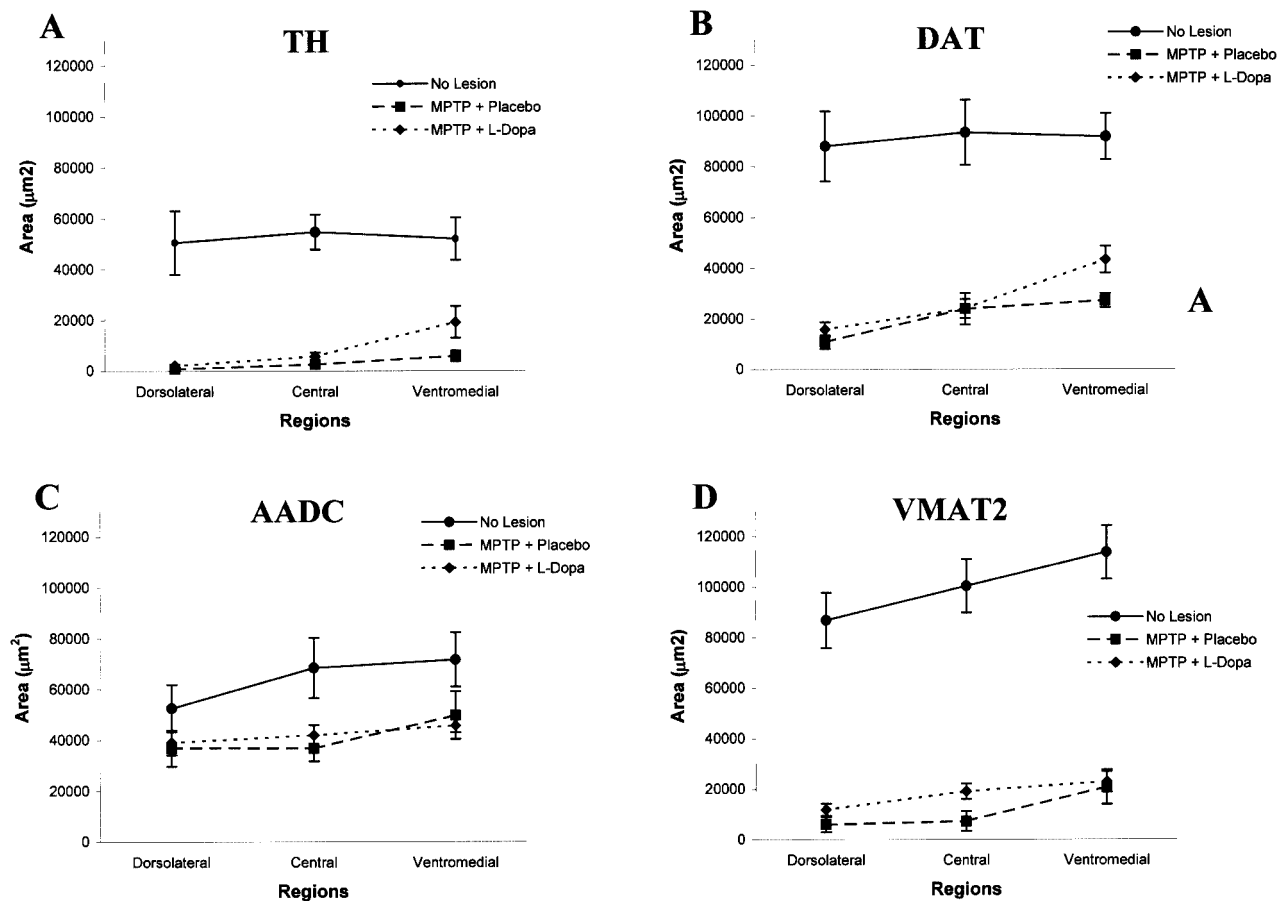 A
TH
No Lesion
MPTP + Placebo
MPTP + L-Dopa
120000
100000
80000
60000
40000
20000
0
Area (μm2)
Dorsolateral
Central
Ventromedial
Regions
B
DAT
No Lesion
MPTP + Placebo
MPTP + L-Dopa
120000
100000
80000
60000
40000
20000
0
Area (μm2)
Dorsolateral
Central
Ventromedial
Regions
A
C
AADC
No Lesion
MPTP + Placebo
MPTP + L-Dopa
120000
100000
80000
60000
40000
20000
0
Area (μm²)
Dorsolateral
Central
Ventromedial
Regions
D
VMAT2
No Lesion
MPTP + Placebo
MPTP + L-Dopa
120000
100000
80000
60000
40000
20000
0
Area (μm2)
Dorsolateral
Central
Ventromedial
Regions